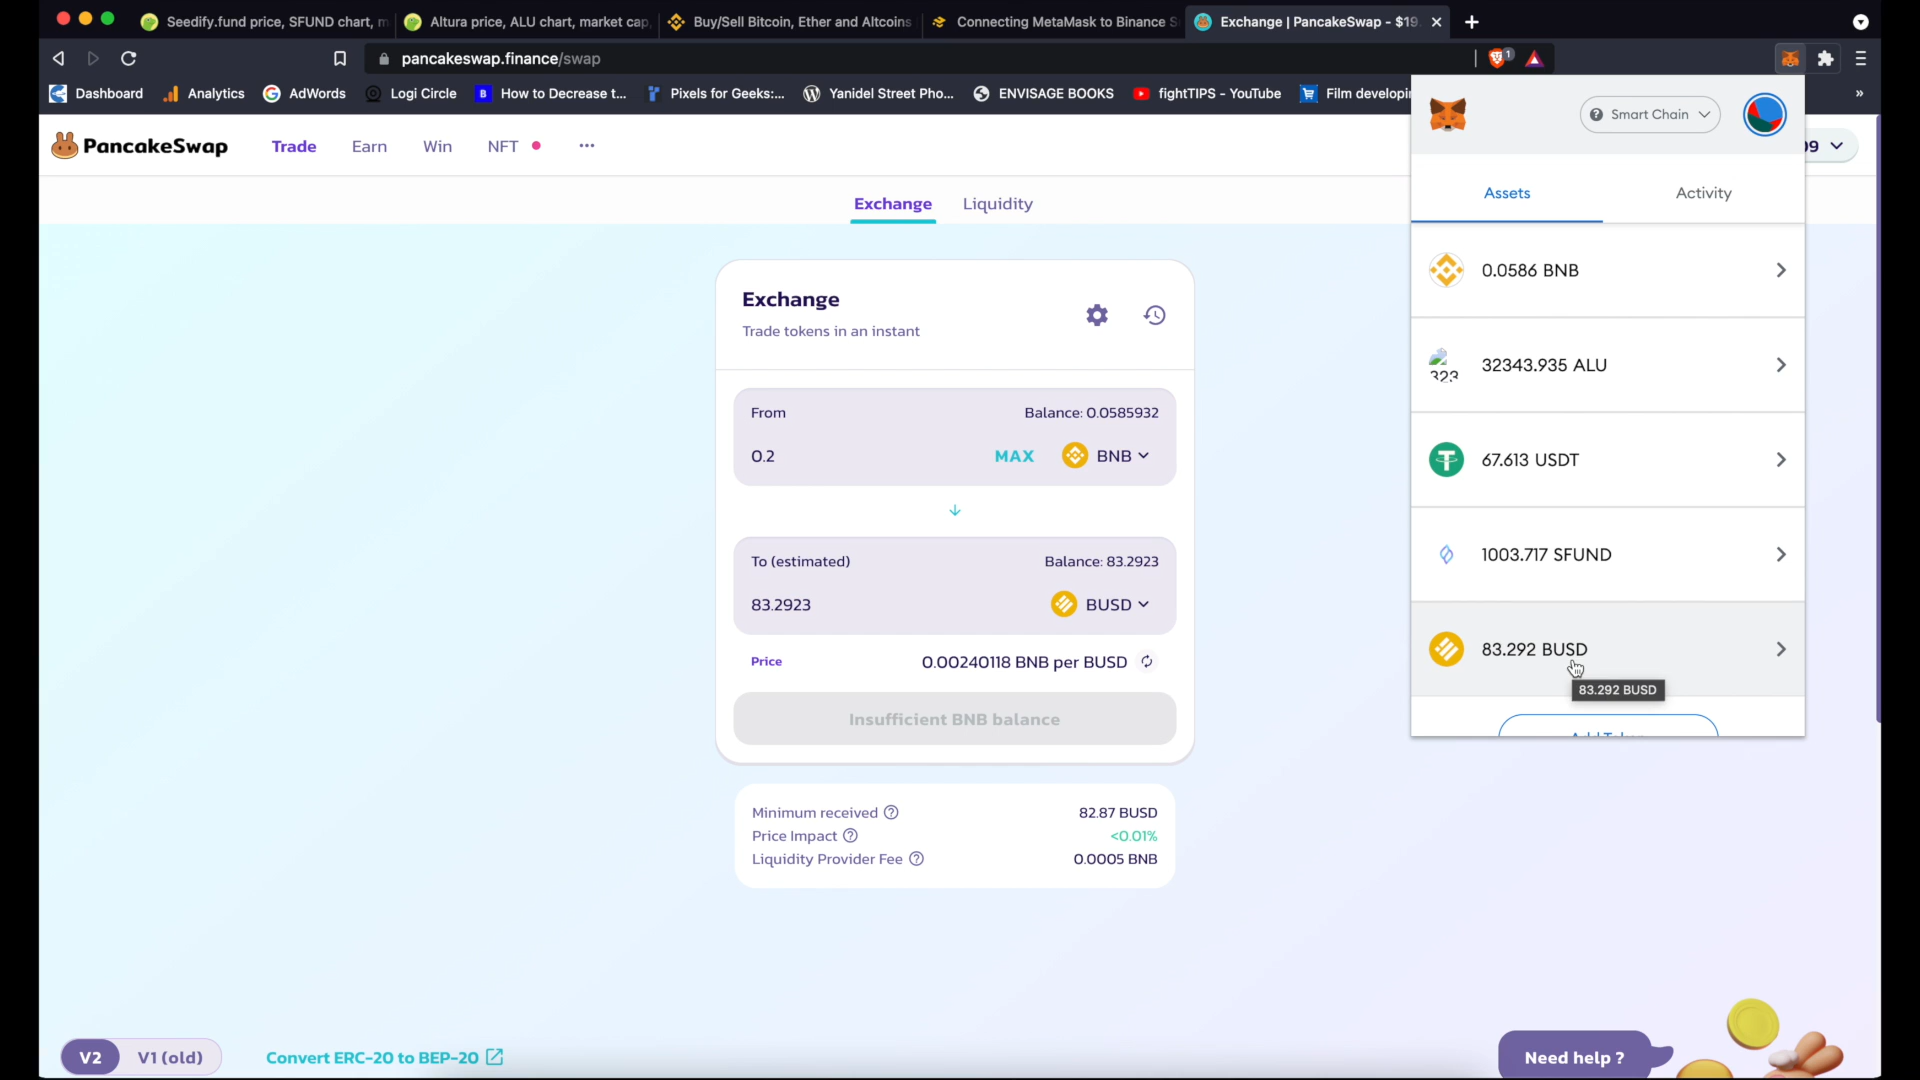 Seedify.fund price, SFUND chart, m
Altura price, ALU chart, market cap,
Buy/Sell Bitcoin, Ether and Altcoins
Connecting MetaMask to Binance S
Exchange | PancakeSwap - $19
pancakeswap.finance/swap
1
Dashboard
Analytics
AdWords
Logi Circle
How to Decrease t...
Pixels for Geeks:...
Yanidel Street Pho...
ENVISAGE BOOKS
fightTIPS - YouTube
Film developin
»
PancakeSwap
Trade
Earn
Win
NFT
Exchange
Liquidity
Exchange
Trade tokens in an instant
From
Balance: 0.0585932
0.2
MAX
BNB
To (estimated)
Balance: 83.2923
83.2923
BUSD
Price
0.00240118 BNB per BUSD
Insufficient BNB balance
Minimum received
82.87 BUSD
Price Impact
<0.01%
Liquidity Provider Fee
0.0005 BNB
Smart Chain
09
Assets
Activity
0.0586 BNB
323
32343.935 ALU
67.613 USDT
1003.717 SFUND
83.292 BUSD
83.292 BUSD
V2
V1 (old)
Convert ERC-20 to BEP-20
Need help ?